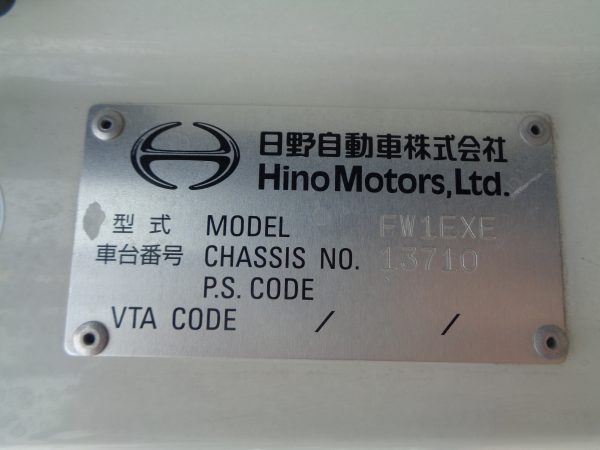 日野自動車株式会社
Hino Motors, Ltd.
型式 MODEL FW1EXE
車台番号 CHASSIS NO. 13710
P.S. CODE
VTA CODE / /